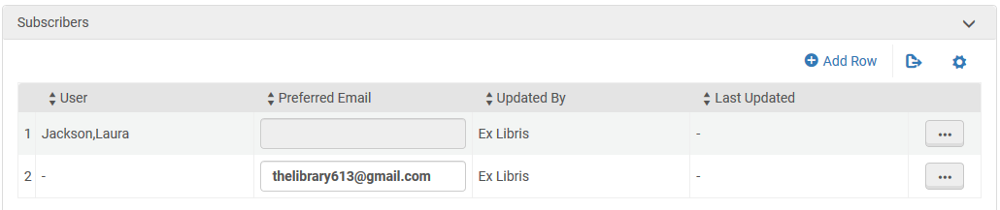 Subscribers
Add Row
User Preferred Email Updated By Last Updated
1 Jackson,Laura Ex Libris -
2 - thelibrary613@gmail.com Ex Libris -